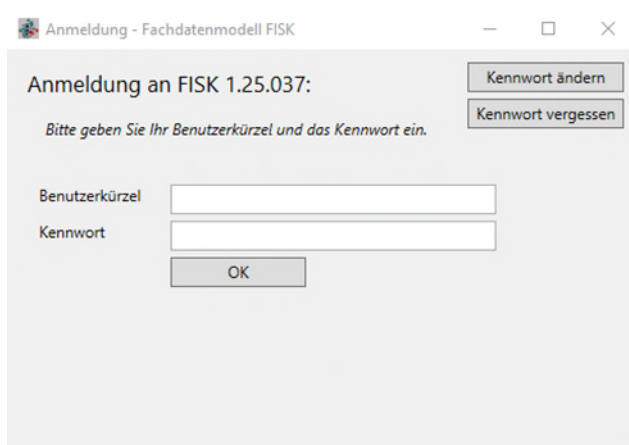 Anmeldung - Fachdatenmodell FISK
Anmeldung an FISK 1.25.037:
Kennwort ändern
Kennwort vergessen
Bitte geben Sie Ihr Benutzerkürzel und das Kennwort ein.
Benutzerkürzel
Kennwort
OK